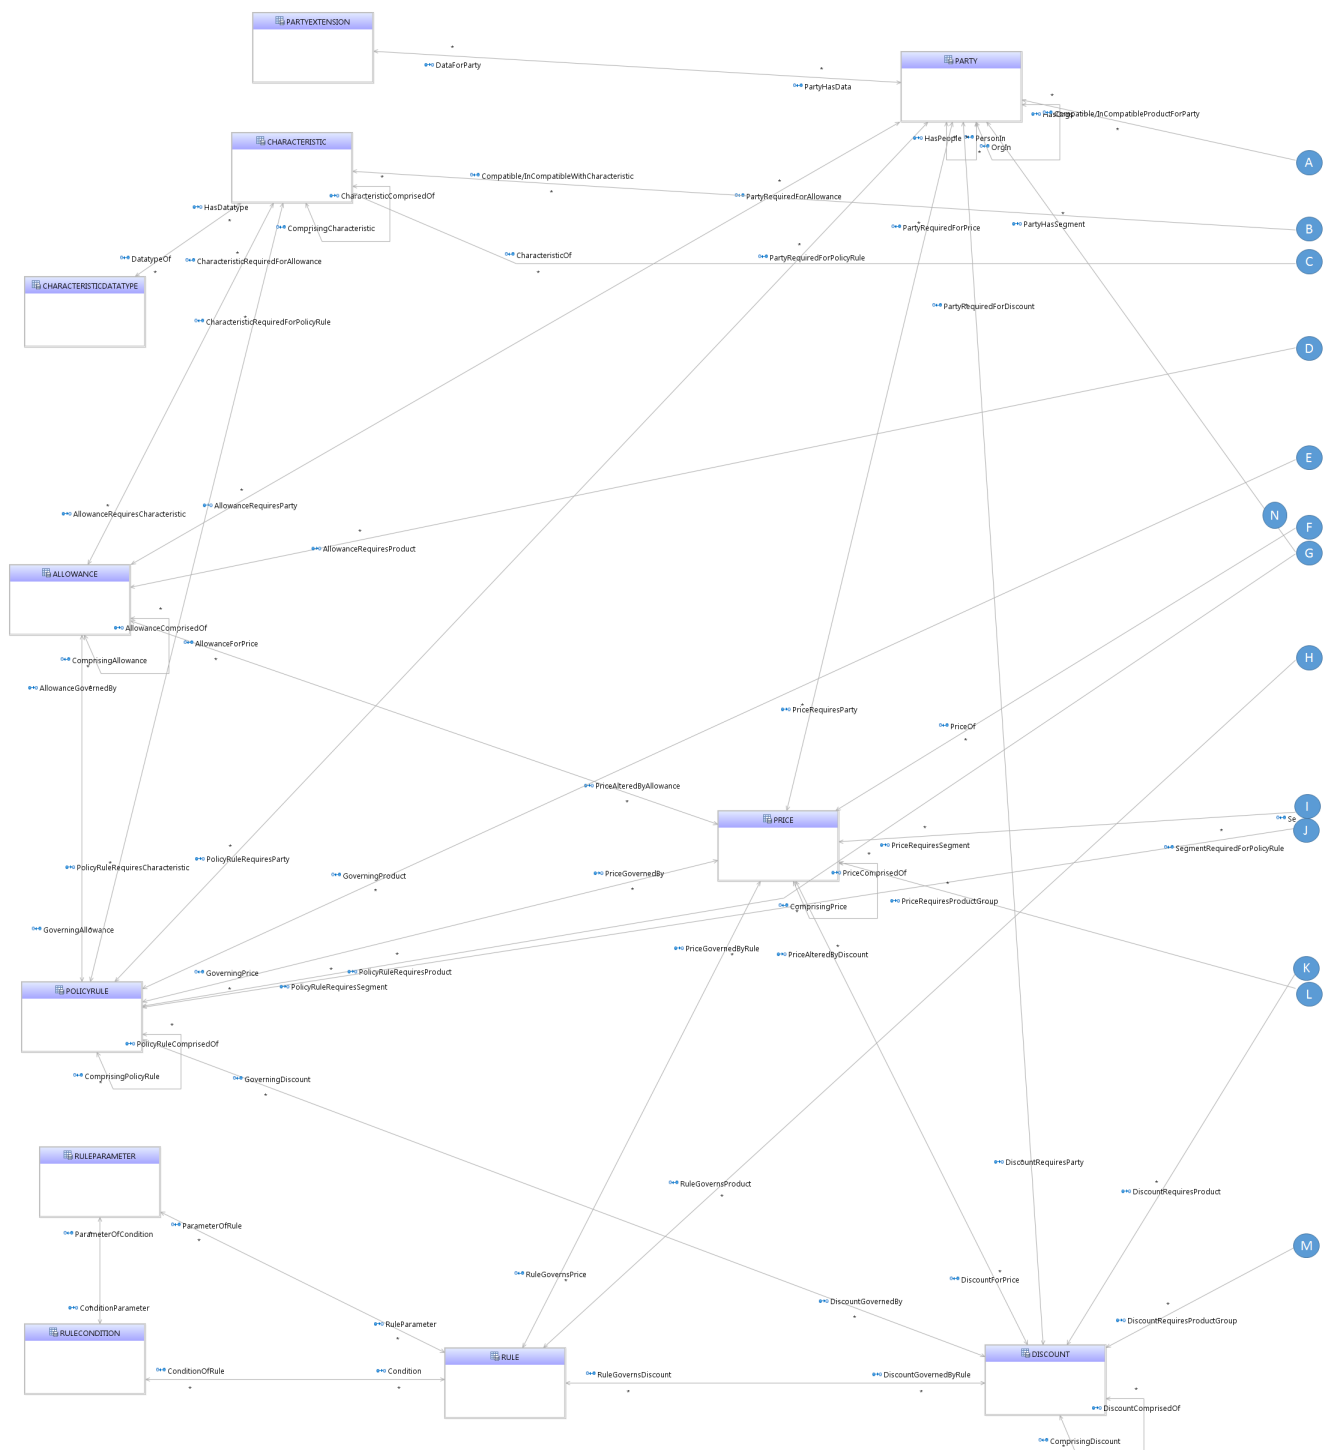 PARTYEXTENSION
PARTY
*
DataForParty
*
PartyHasData
*
Compatible/InCompatibleProductForParty
*
HasPeople
PersonIn
OrgIn
*
A
CHARACTERISTIC
*
Compatible/InCompatibleWithCharacteristic
*
*
CharacteristicComprisedOf
PartyRequiredForAllowance
HasDatatype
*
ComprisingCharacteristic
*
*
PartyRequiredForPrice
*
PartyHasSegment
B
*
CharacteristicOf
*
DatatypeOf
*
CharacteristicRequiredForAllowance
*
PartyRequiredForPolicyRule
C
CHARACTERISTICDATATYPE
PartyRequiredForDiscount
CharacteristicRequiredForPolicyRule
*
D
E
*
AllowanceRequiresCharacteristic
*
AllowanceRequiresParty
N
F
*
AllowanceRequiresProduct
G
ALLOWANCE
*
AllowanceComprisedOf
AllowanceForPrice
*
ComprisingAllowance
*
H
AllowanceGovernedBy
*
PriceRequiresParty
*
PriceOf
*
PriceAlteredByAllowance
*
I
Se
J
PRICE
*
PriceRequiresSegment
*
SegmentRequiredForPolicyRule
*
PolicyRuleRequiresCharacteristic
*
PolicyRuleRequiresParty
GoverningProduct
*
PriceGovernedBy
*
*
PriceComprisedOf
*
PriceRequiresProductGroup
ComprisingPrice
*
GoverningAllowance
*
PriceGovernedByRule
*
*
PriceAlteredByDiscount
GoverningPrice
*
*
PolicyRuleRequiresProduct
*
PolicyRuleRequiresSegment
K
L
POLICYRULE
*
PolicyRuleComprisedOf
ComprisingPolicyRule
*
GoverningDiscount
*
RULEPARAMETER
DiscountRequiresParty
RuleGovernsProduct
*
*
DiscountRequiresProduct
ParameterOfCondition
*
ParameterOfRule
*
M
RuleGovernsPrice
*
*
DiscountForPrice
ConditionParameter
*
DiscountGovernedBy
*
*
DiscountRequiresProductGroup
RuleParameter
*
RULECONDITION
RULE
DISCOUNT
ConditionOfRule
*
Condition
*
RuleGovernsDiscount
*
DiscountGovernedByRule
*
*
DiscountComprisedOf
ComprisingDiscount
*